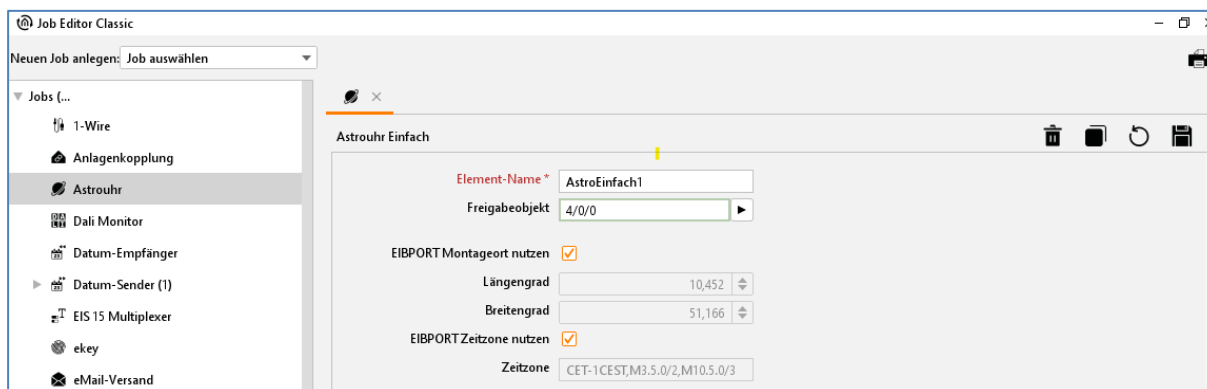 Job Editor Classic
Neuen Job anlegen: Job auswählen
Jobs (...
1-Wire
Anlagenkopplung
Astrouhr
Dali Monitor
Datum-Empfänger
Datum-Sender (1)
EIS 15 Multiplexer
ekey
eMail-Versand
Astrouhr Einfach
Element-Name * AstroEinfach1
Freigabeobjekt 4/0/0
EIBPORT Montageort nutzen
Längengrad 10,452
Breitengrad 51,166
EIBPORT Zeitzone nutzen
Zeitzone CET-1CEST,M3.5.0/2,M10.5.0/3